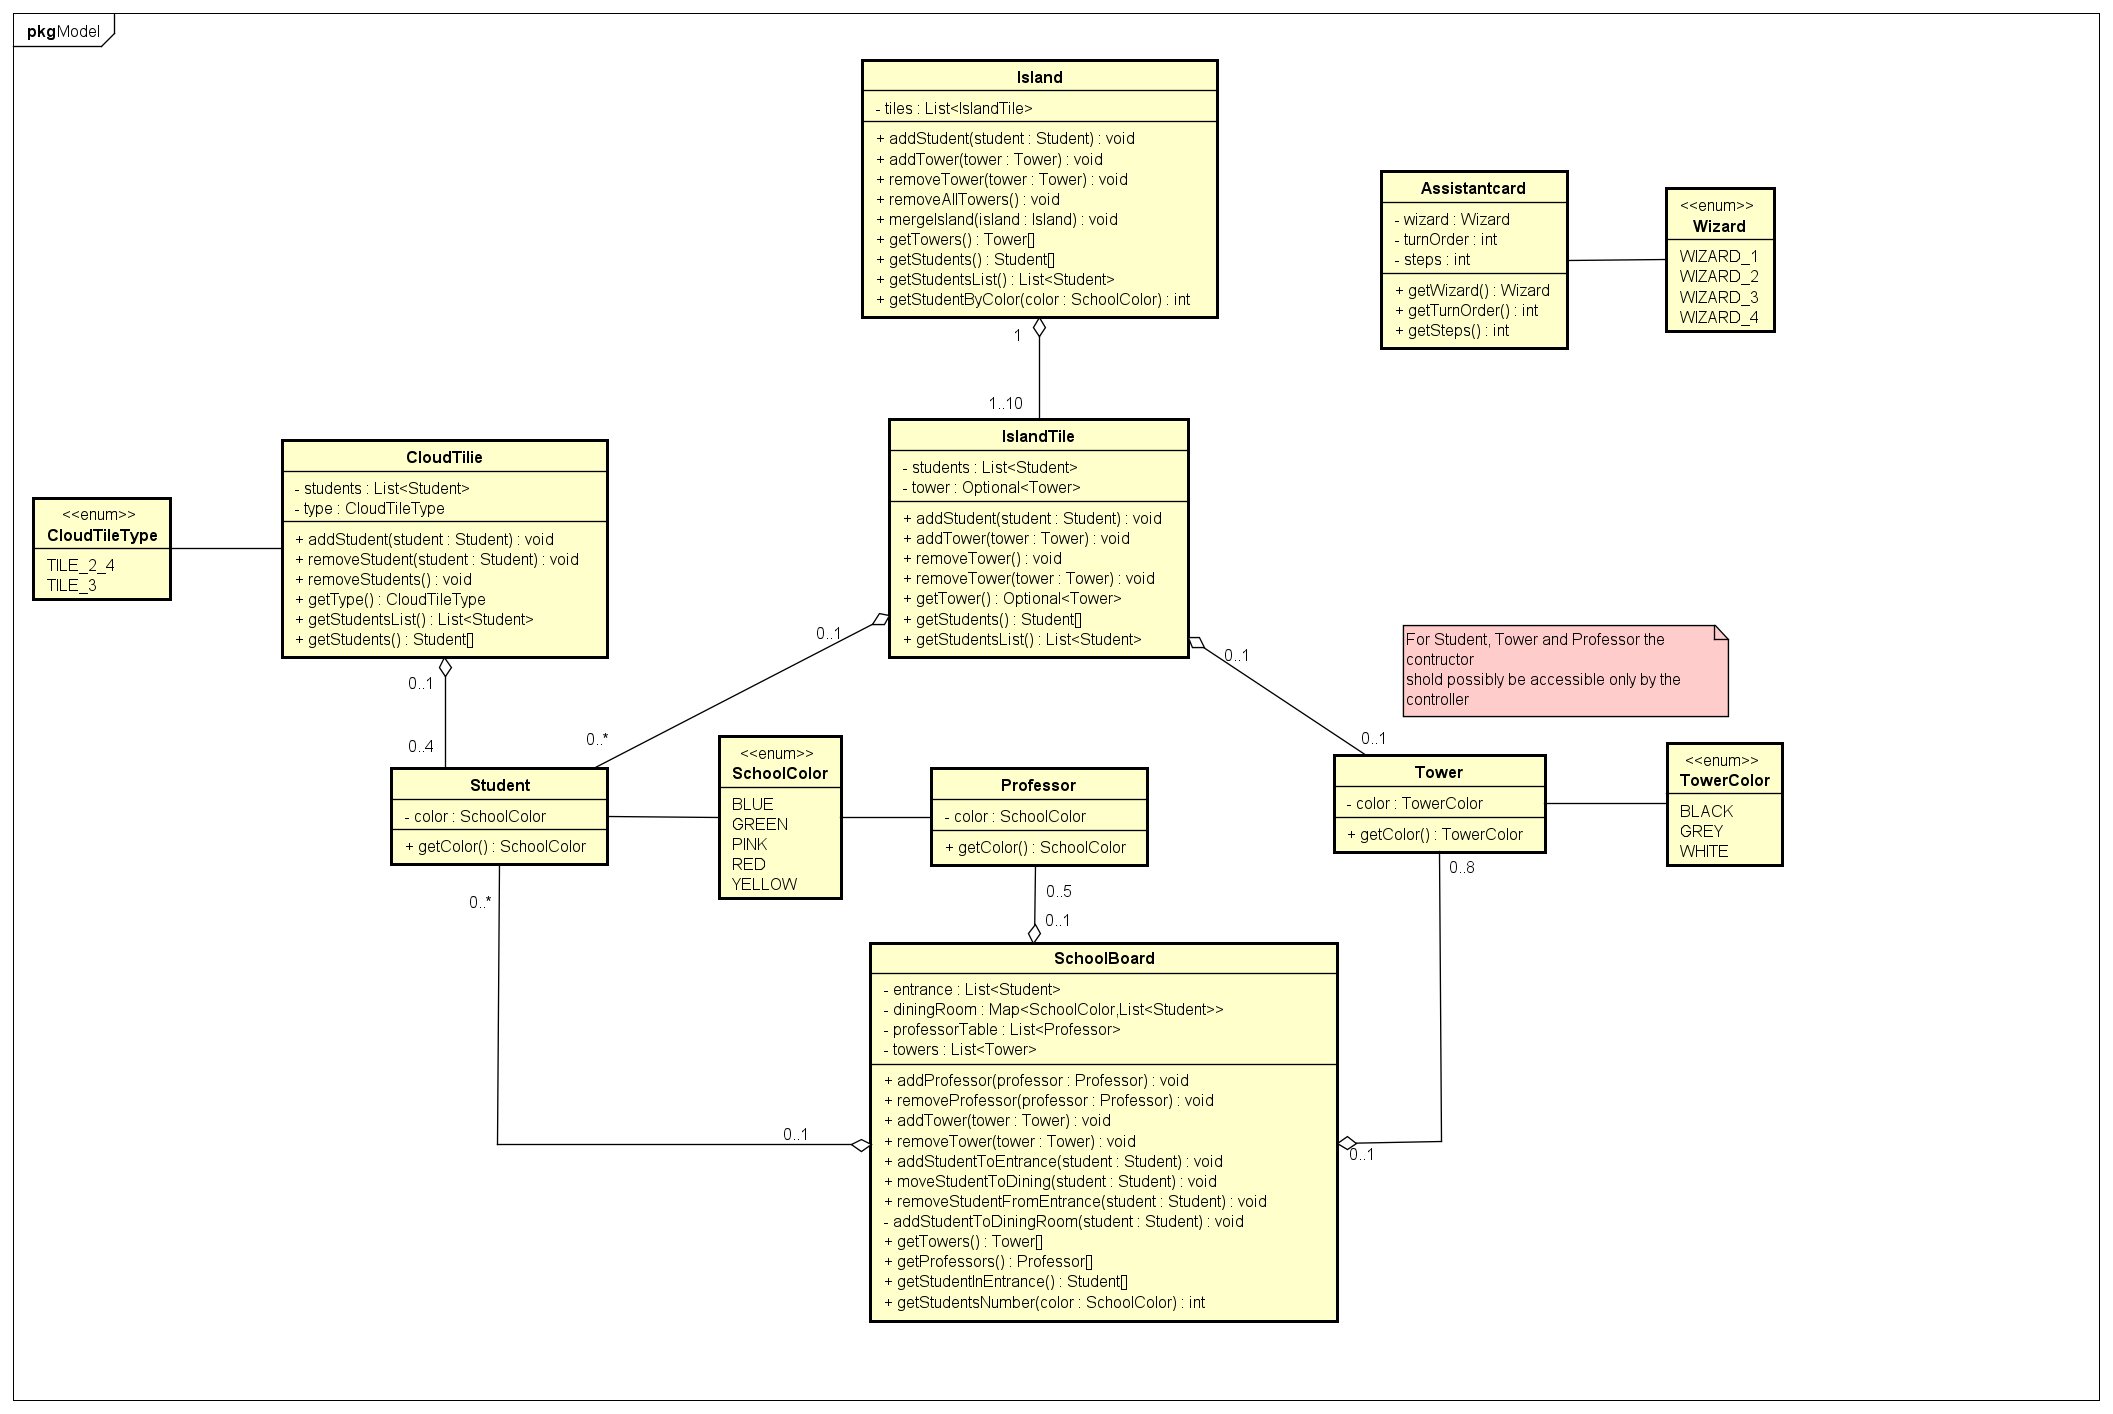 pkgModel
Island
- tiles : List<IslandTile>
+ addStudent(student : Student) : void
+ addTower(tower : Tower) : void
+ removeTower(tower : Tower) : void
+ removeAllTowers() : void
+ mergeIsland(island : Island) : void
+ getTowers() : Tower[]
+ getStudents() : Student[]
+ getStudentsList() : List<Student>
+ getStudentByColor(color : SchoolColor) : int
1
1..10
Assistantcard
- wizard : Wizard
- turnOrder : int
- steps : int
+ getWizard() : Wizard
+ getTurnOrder() : int
+ getSteps() : int
<<enum>>
Wizard
WIZARD_1
WIZARD_2
WIZARD_3
WIZARD_4
<<enum>>
CloudTileType
TILE_2_4
TILE_3
CloudTilie
- students : List<Student>
- type : CloudTileType
+ addStudent(student : Student) : void
+ removeStudent(student : Student) : void
+ removeStudents() : void
+ getType() : CloudTileType
+ getStudentsList() : List<Student>
+ getStudents() : Student[]
0..1
0..4
IslandTile
- students : List<Student>
- tower : Optional<Tower>
+ addStudent(student : Student) : void
+ addTower(tower : Tower) : void
+ removeTower() : void
+ removeTower(tower : Tower) : void
+ getTower() : Optional<Tower>
+ getStudents() : Student[]
+ getStudentsList() : List<Student>
0..1
0..*
0..1
0..1
For Student, Tower and Professor the
contructor
shold possibly be accessible only by the
controller
Student
- color : SchoolColor
+ getColor() : SchoolColor
0..*
<<enum>>
SchoolColor
BLUE
GREEN
PINK
RED
YELLOW
Professor
- color : SchoolColor
+ getColor() : SchoolColor
0..5
0..1
Tower
- color : TowerColor
+ getColor() : TowerColor
0..8
<<enum>>
TowerColor
BLACK
GREY
WHITE
SchoolBoard
- entrance : List<Student>
- diningRoom : Map<SchoolColor,List<Student>>
- professorTable : List<Professor>
- towers : List<Tower>
+ addProfessor(professor : Professor) : void
+ removeProfessor(professor : Professor) : void
+ addTower(tower : Tower) : void
+ removeTower(tower : Tower) : void
+ addStudentToEntrance(student : Student) : void
+ moveStudentToDining(student : Student) : void
+ removeStudentFromEntrance(student : Student) : void
- addStudentToDiningRoom(student : Student) : void
+ getTowers() : Tower[]
+ getProfessors() : Professor[]
+ getStudentInEntrance() : Student[]
+ getStudentsNumber(color : SchoolColor) : int
0..1
0..1